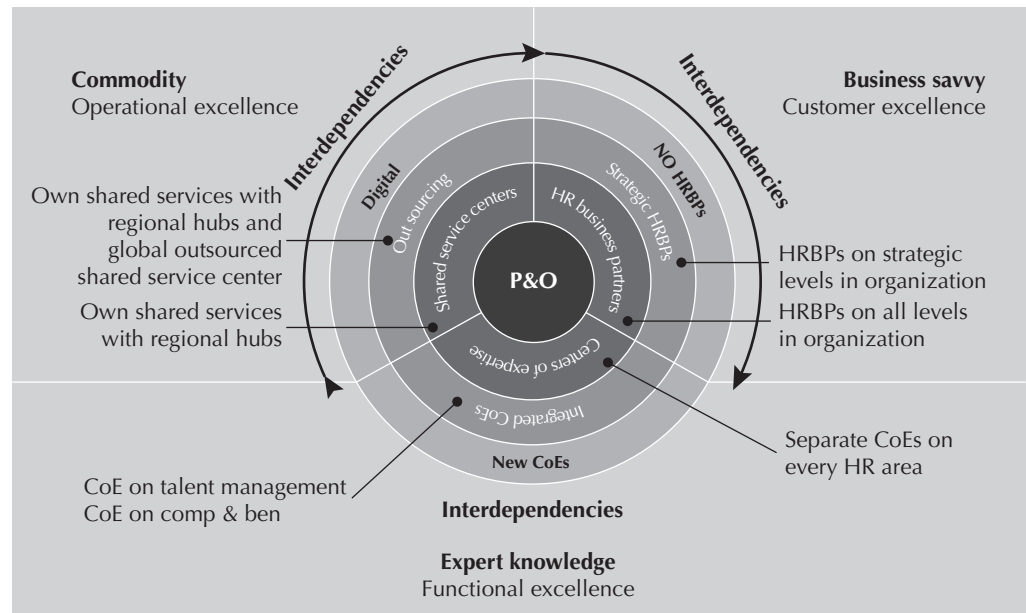 Commodity
Operational excellence
Interdependencies
Interdependencies
Business savvy
Customer excellence
Digital
Out sourcing
Shared service centers
HR business partners
Strategic HRBPs
NO HRBPs
P&O
Own shared services with
regional hubs and
global outsourced
shared service center
Own shared services
with regional hubs
HRBPs on strategic
levels in organization
HRBPs on all levels
in organization
Centers of expertise
Integrated CoEs
New CoEs
CoE on talent management
CoE on comp & ben
Separate CoEs on
every HR area
Interdependencies
Expert knowledge
Functional excellence